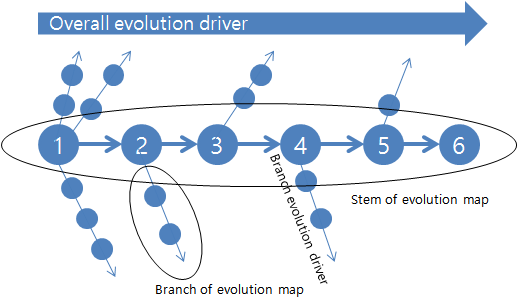 Overall evolution driver
1 2 3 4 5 6
Branch evolution driver
Stem of evolution map
Branch of evolution map